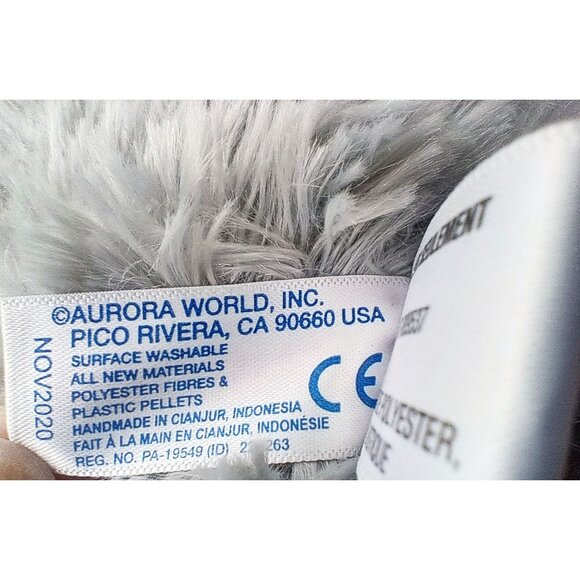 ©AURORA WORLD, INC.
PICO RIVERA, CA 90660 USA
SURFACE WASHABLE
ALL NEW MATERIALS
POLYESTER FIBRES &
PLASTIC PELLETS
HANDMADE IN CIANJUR, INDONESIA
FAIT À LA MAIN EN CIANJUR, INDONÉSIE
REG. NO. PA-19549 (ID)
NOV2020
CE
POLYESTER,